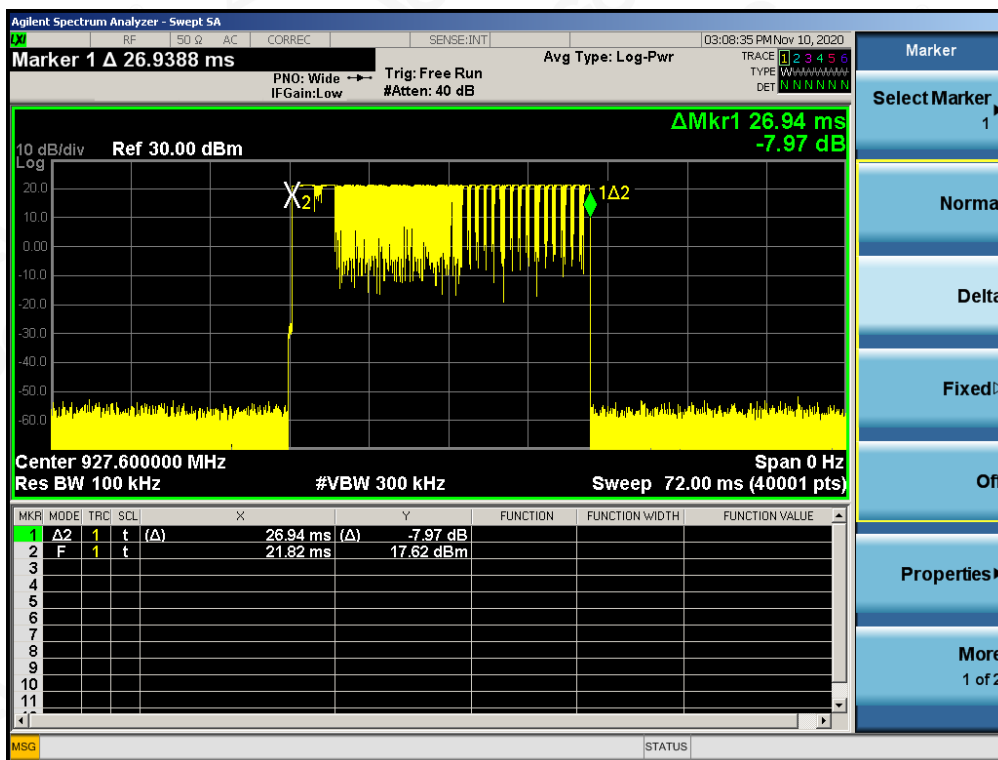 Agilent Spectrum Analyzer - Swept SA
LXI RF 50 Ω AC CORREC SENSE:INT 03:08:35 PM Nov 10, 2020
Marker 1 Δ 26.9388 ms
PNO: Wide
IFGain:Low
Trig: Free Run
#Atten: 40 dB
Avg Type: Log-Pwr
TRACE 1 2 3 4 5 6
TYPE W
DET N N N N N N
ΔMkr1 26.94 ms
-7.97 dB
10 dB/div Ref 30.00 dBm
Log
20.0
10.0
0.00
-10.0
-20.0
-30.0
-40.0
-50.0
-60.0
X2
1Δ2
Center 927.600000 MHz Span 0 Hz
Res BW 100 kHz #VBW 300 kHz Sweep 72.00 ms (40001 pts)
MKR MODE TRC SCL X Y FUNCTION FUNCTION WIDTH FUNCTION VALUE
1 Δ2 1 t (Δ) 26.94 ms (Δ) -7.97 dB
2 F 1 t 21.82 ms 17.62 dBm
3
4
5
6
7
8
9
10
11
MSG STATUS
Marker
Select Marker
1
Norma
Delta
Fixed
Off
Properties
More
1 of 2